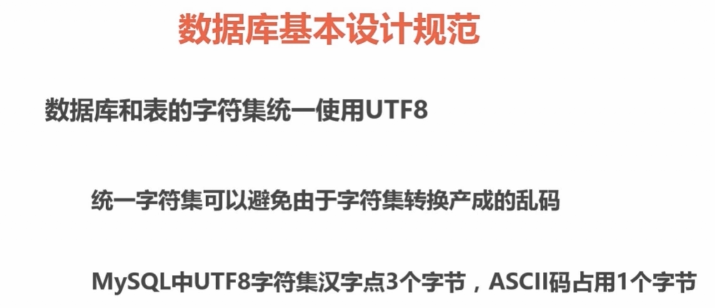 数据库基本设计规范
数据库和表的字符集统一使用UTF8
统一字符集可以避免由于字符集转换产成的乱码
MySQL中UTF8字符集汉字点3个字节，ASCII码占用1个字节